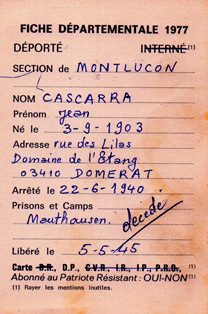 FICHE DÉPARTEMENTALE 1977
DÉPORTÉ INTERNÉ (1)
SECTION de MONTLUCON
NOM CASCARRA
Prénom Jean
Né le 3-9-1903
Adresse rue des Lilas
Domaine de l'Etang
03410 DOMERAT
Arrêté le 22-6-1940
Prisons et Camps
Mauthausen décédé
Libéré le 5-5-45
Carte D.R., D.P., C.V.R., I.R., I.P., P.R.O., (1)
Abonné au Patriote Résistant : OUI-NON (1)
(1) Rayer les mentions inutiles.